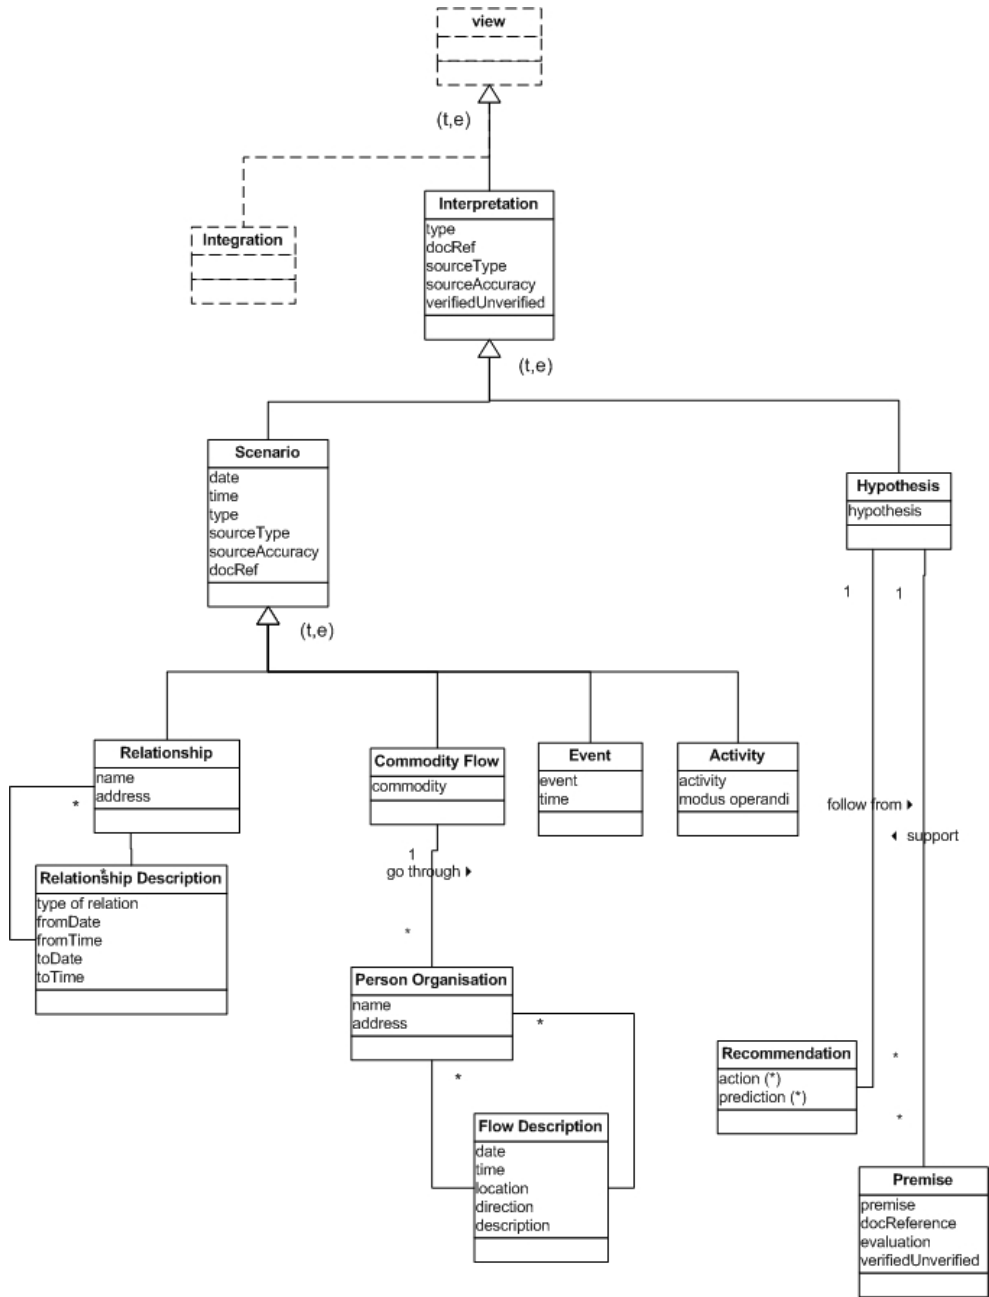 view
(t,e)
Integration
Interpretation
type
docRef
sourceType
sourceAccuracy
verifiedUnverified
(t,e)
Scenario
date
time
type
sourceType
sourceAccuracy
docRef
Hypothesis
hypothesis
(t,e)
1
1
Relationship
name
address
*
Commodity Flow
commodity
Event
event
time
Activity
activity
modus operandi
follow from ▸
◂ support
1
go through ▸
*
*
Relationship Description
type of relation
fromDate
fromTime
toDate
toTime
Person Organisation
name
address
*
*
Recommendation
action (*)
prediction (*)
*
*
Flow Description
date
time
location
direction
description
Premise
premise
docReference
evaluation
verifiedUnverified